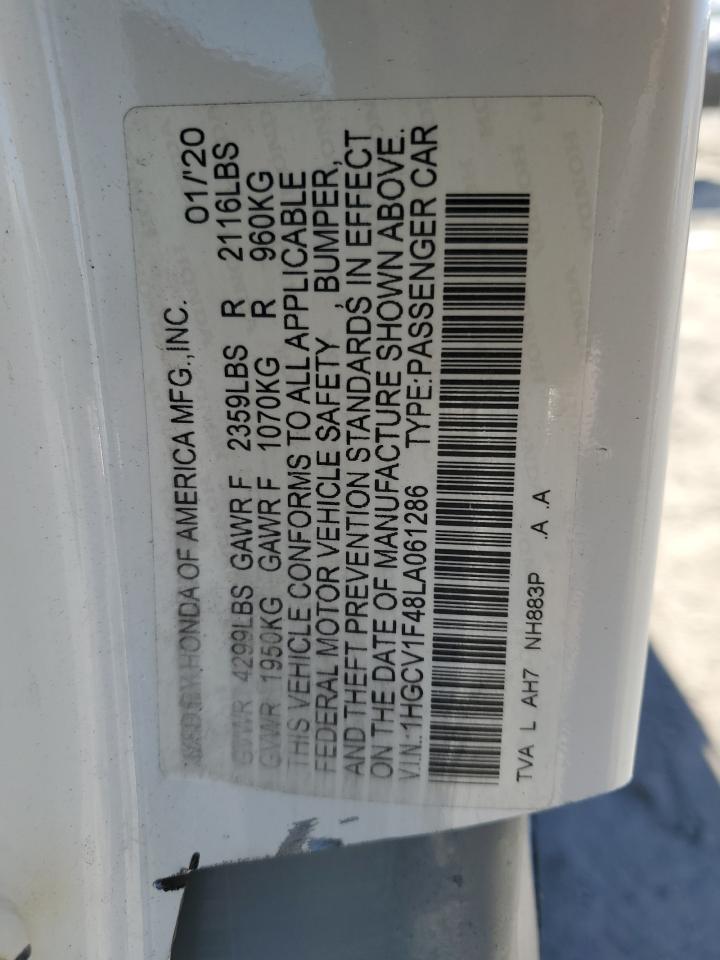 MFD. BY HONDA OF AMERICA MFG.,INC. 01/'20
GVWR 4299LBS GAWR F 2359LBS R 2116LBS
GVWR 1950KG GAWR F 1070KG R 960KG
THIS VEHICLE CONFORMS TO ALL APPLICABLE
FEDERAL MOTOR VEHICLE SAFETY , BUMPER,
AND THEFT PREVENTION STANDARDS IN EFFECT
ON THE DATE OF MANUFACTURE SHOWN ABOVE.
V.I.N.:1HGCV1F48LA061286 TYPE:PASSENGER CAR
TVA L AH7 NH883P .A .A